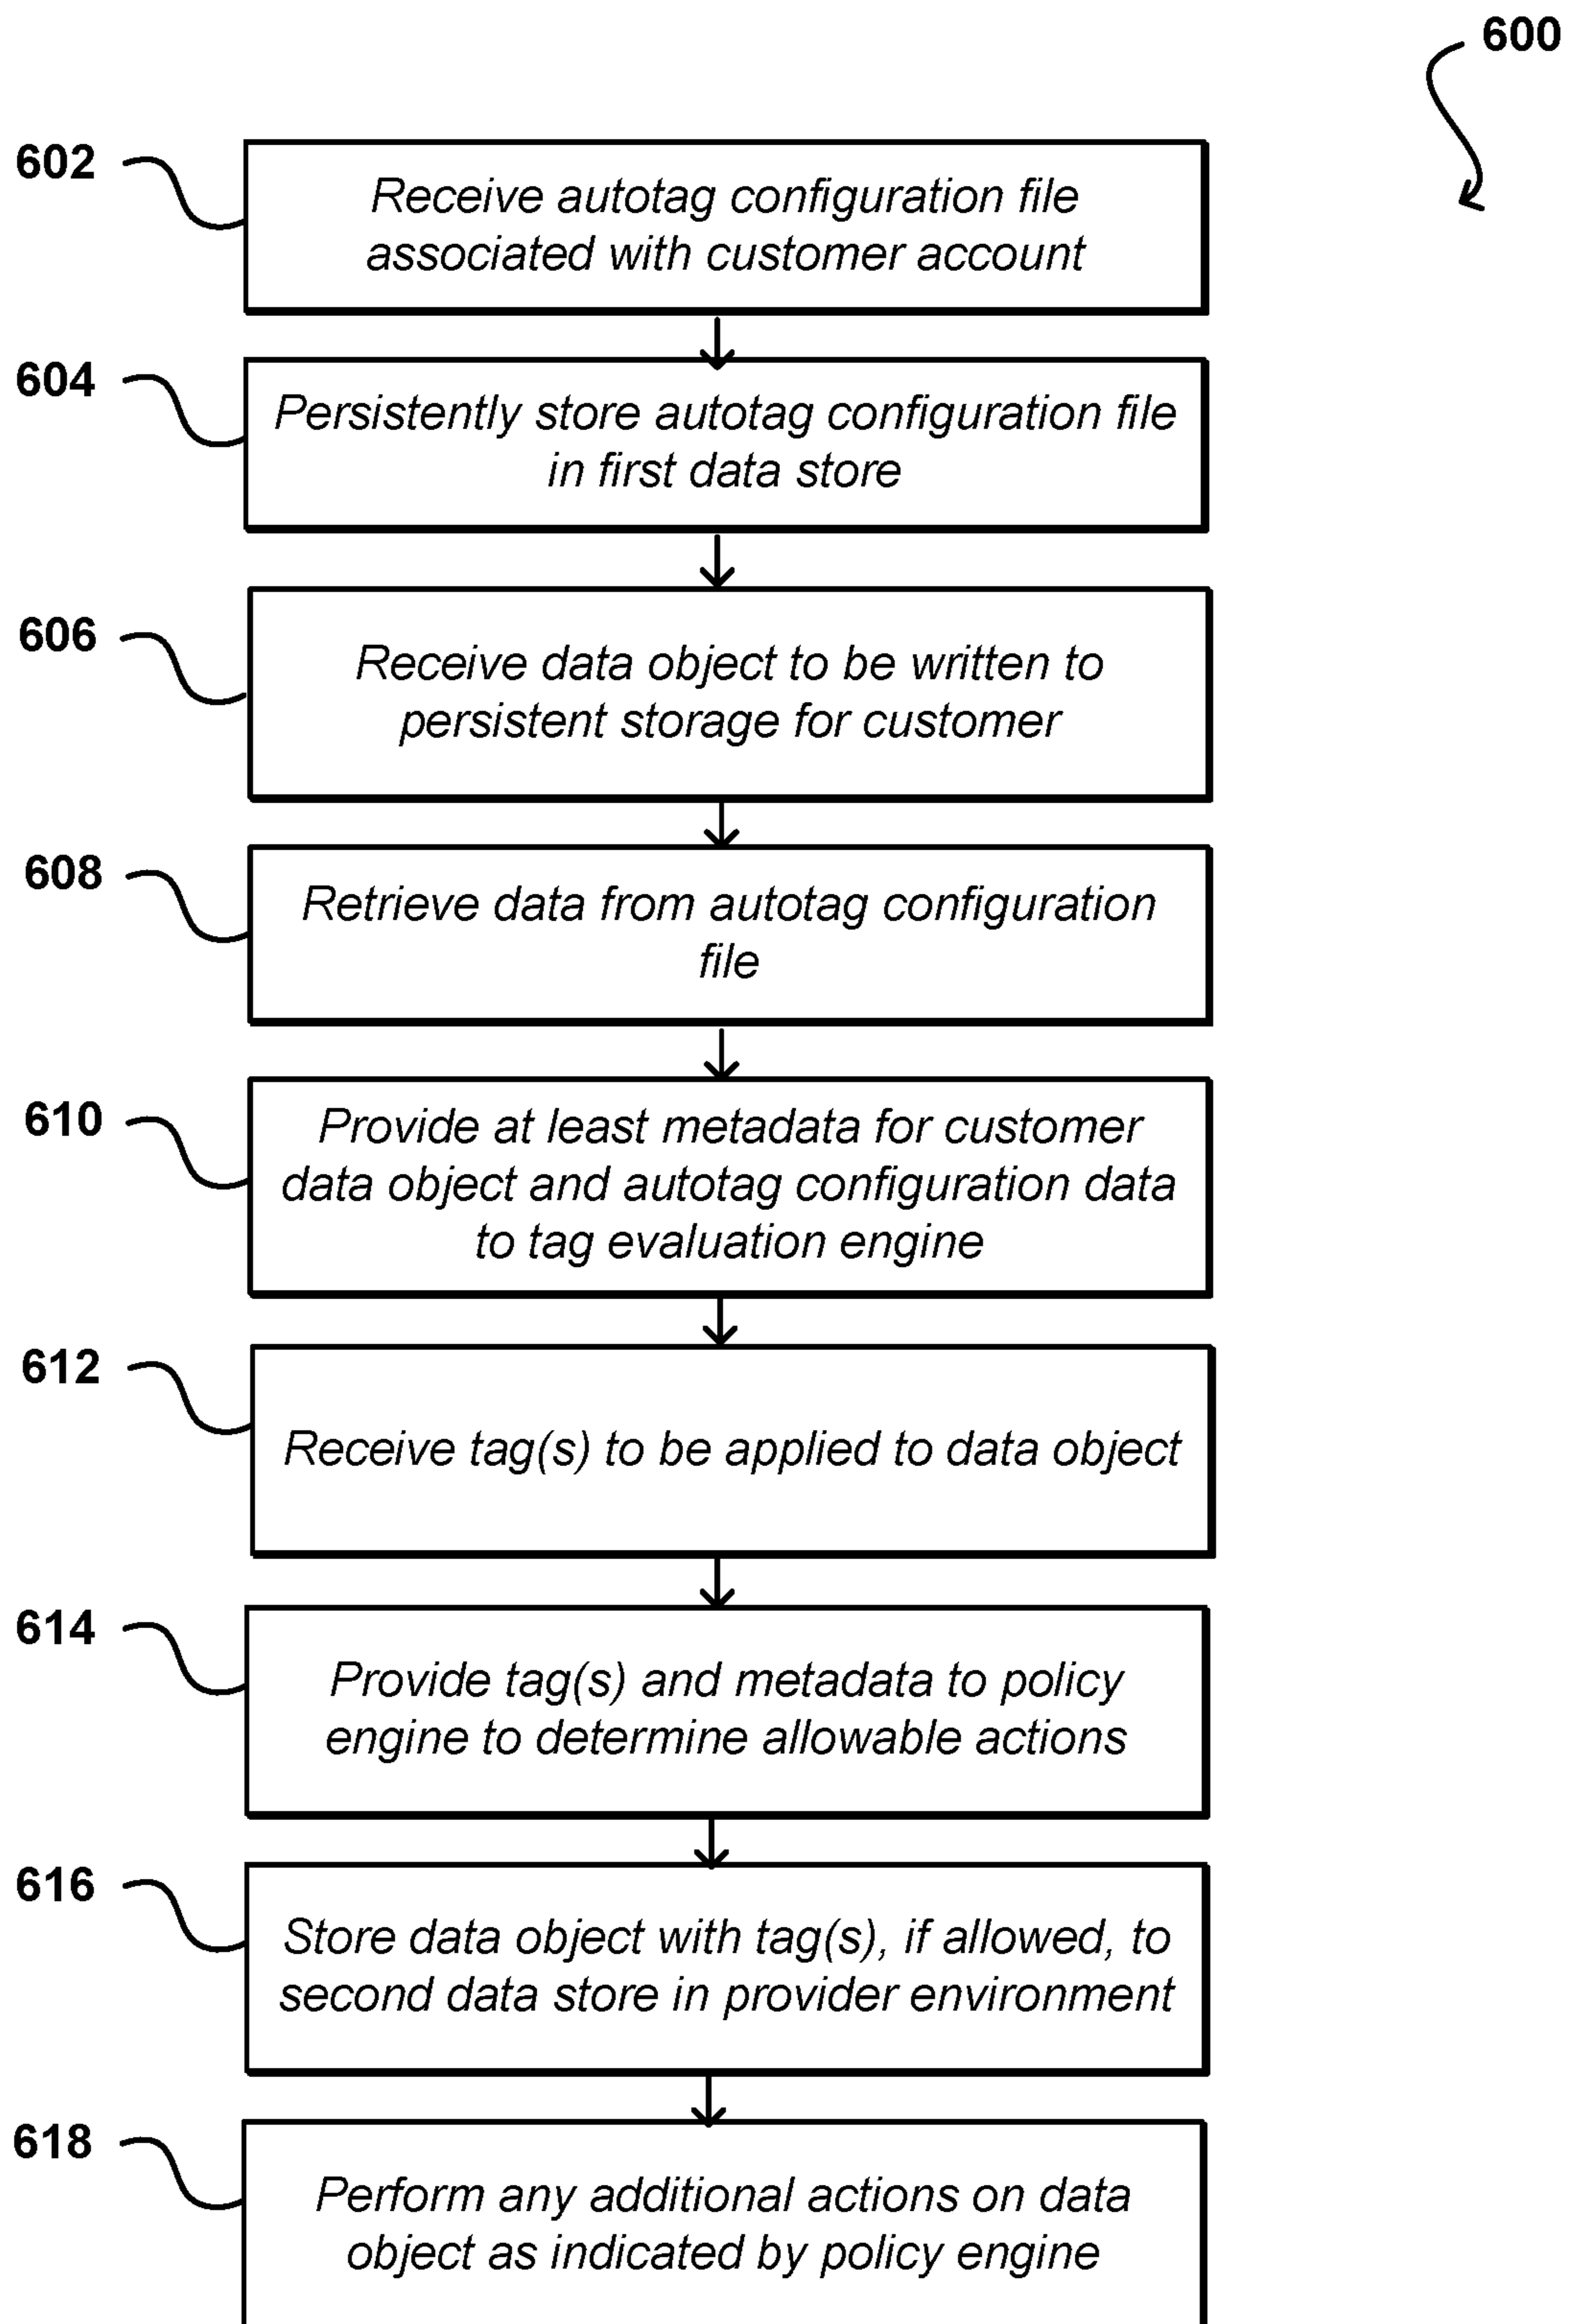 600
602
Receive autotag configuration file
associated with customer account
604
Persistently store autotag configuration file
in first data store
606
Receive data object to be written to
persistent storage for customer
608
Retrieve data from autotag configuration
file
610
Provide at least metadata for customer
data object and autotag configuration data
to tag evaluation engine
612
Receive tag(s) to be applied to data object
614
Provide tag(s) and metadata to policy
engine to determine allowable actions
616
Store data object with tag(s), if allowed, to
second data store in provider environment
618
Perform any additional actions on data
object as indicated by policy engine